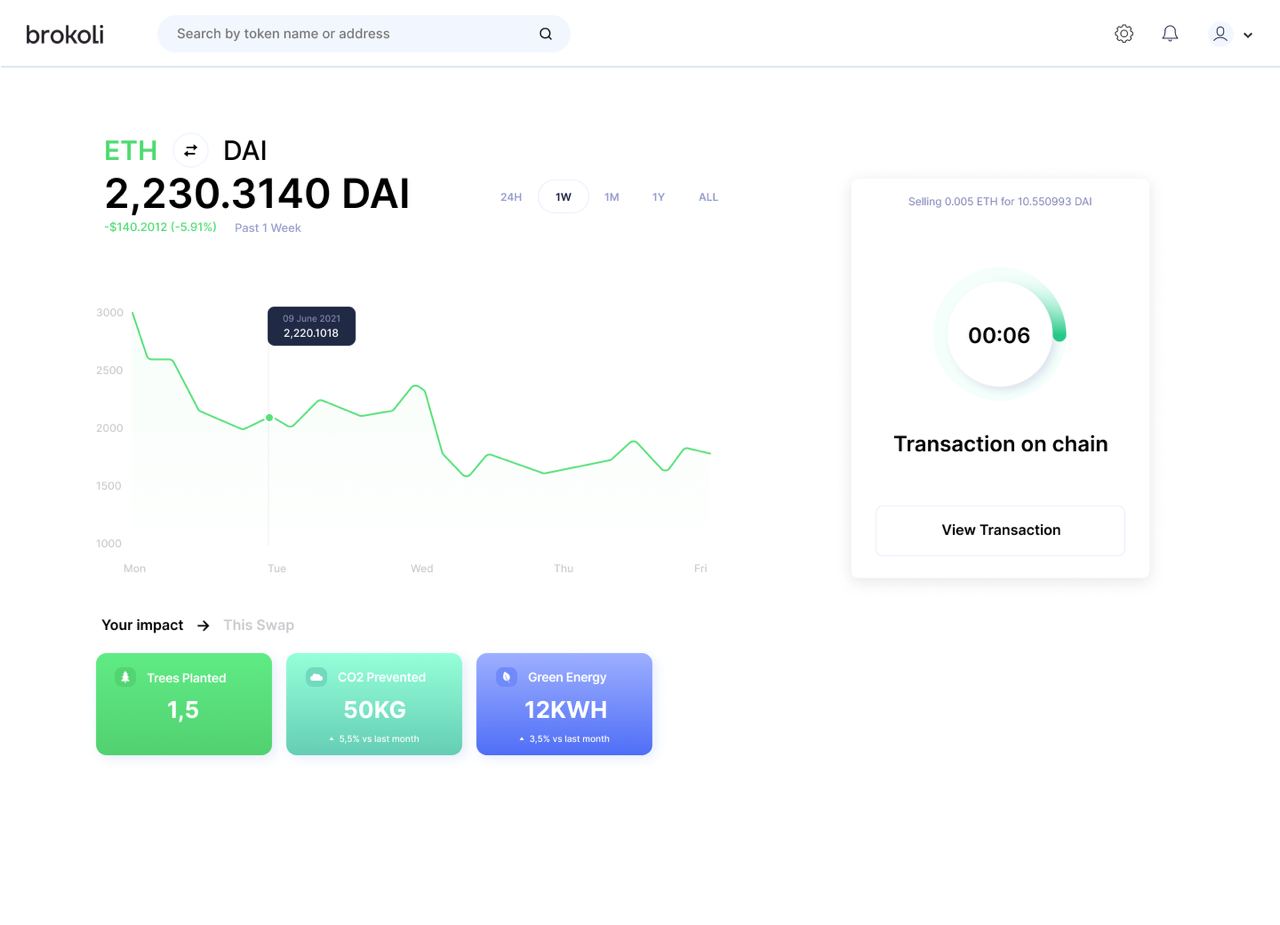 brokoli
Search by token name or address
ETH DAI
2,230.3140 DAI
-$140.2012 (-5.91%) Past 1 Week
24H 1W 1M 1Y ALL
3000
2500
2000
1500
1000
09 June 2021
2,220.1018
Mon Tue Wed Thu Fri
Selling 0.005 ETH for 10.550993 DAI
00:06
Transaction on chain
View Transaction
Your impact → This Swap
Trees Planted
1,5
CO2 Prevented
50KG
5,5% vs last month
Green Energy
12KWH
3,5% vs last month